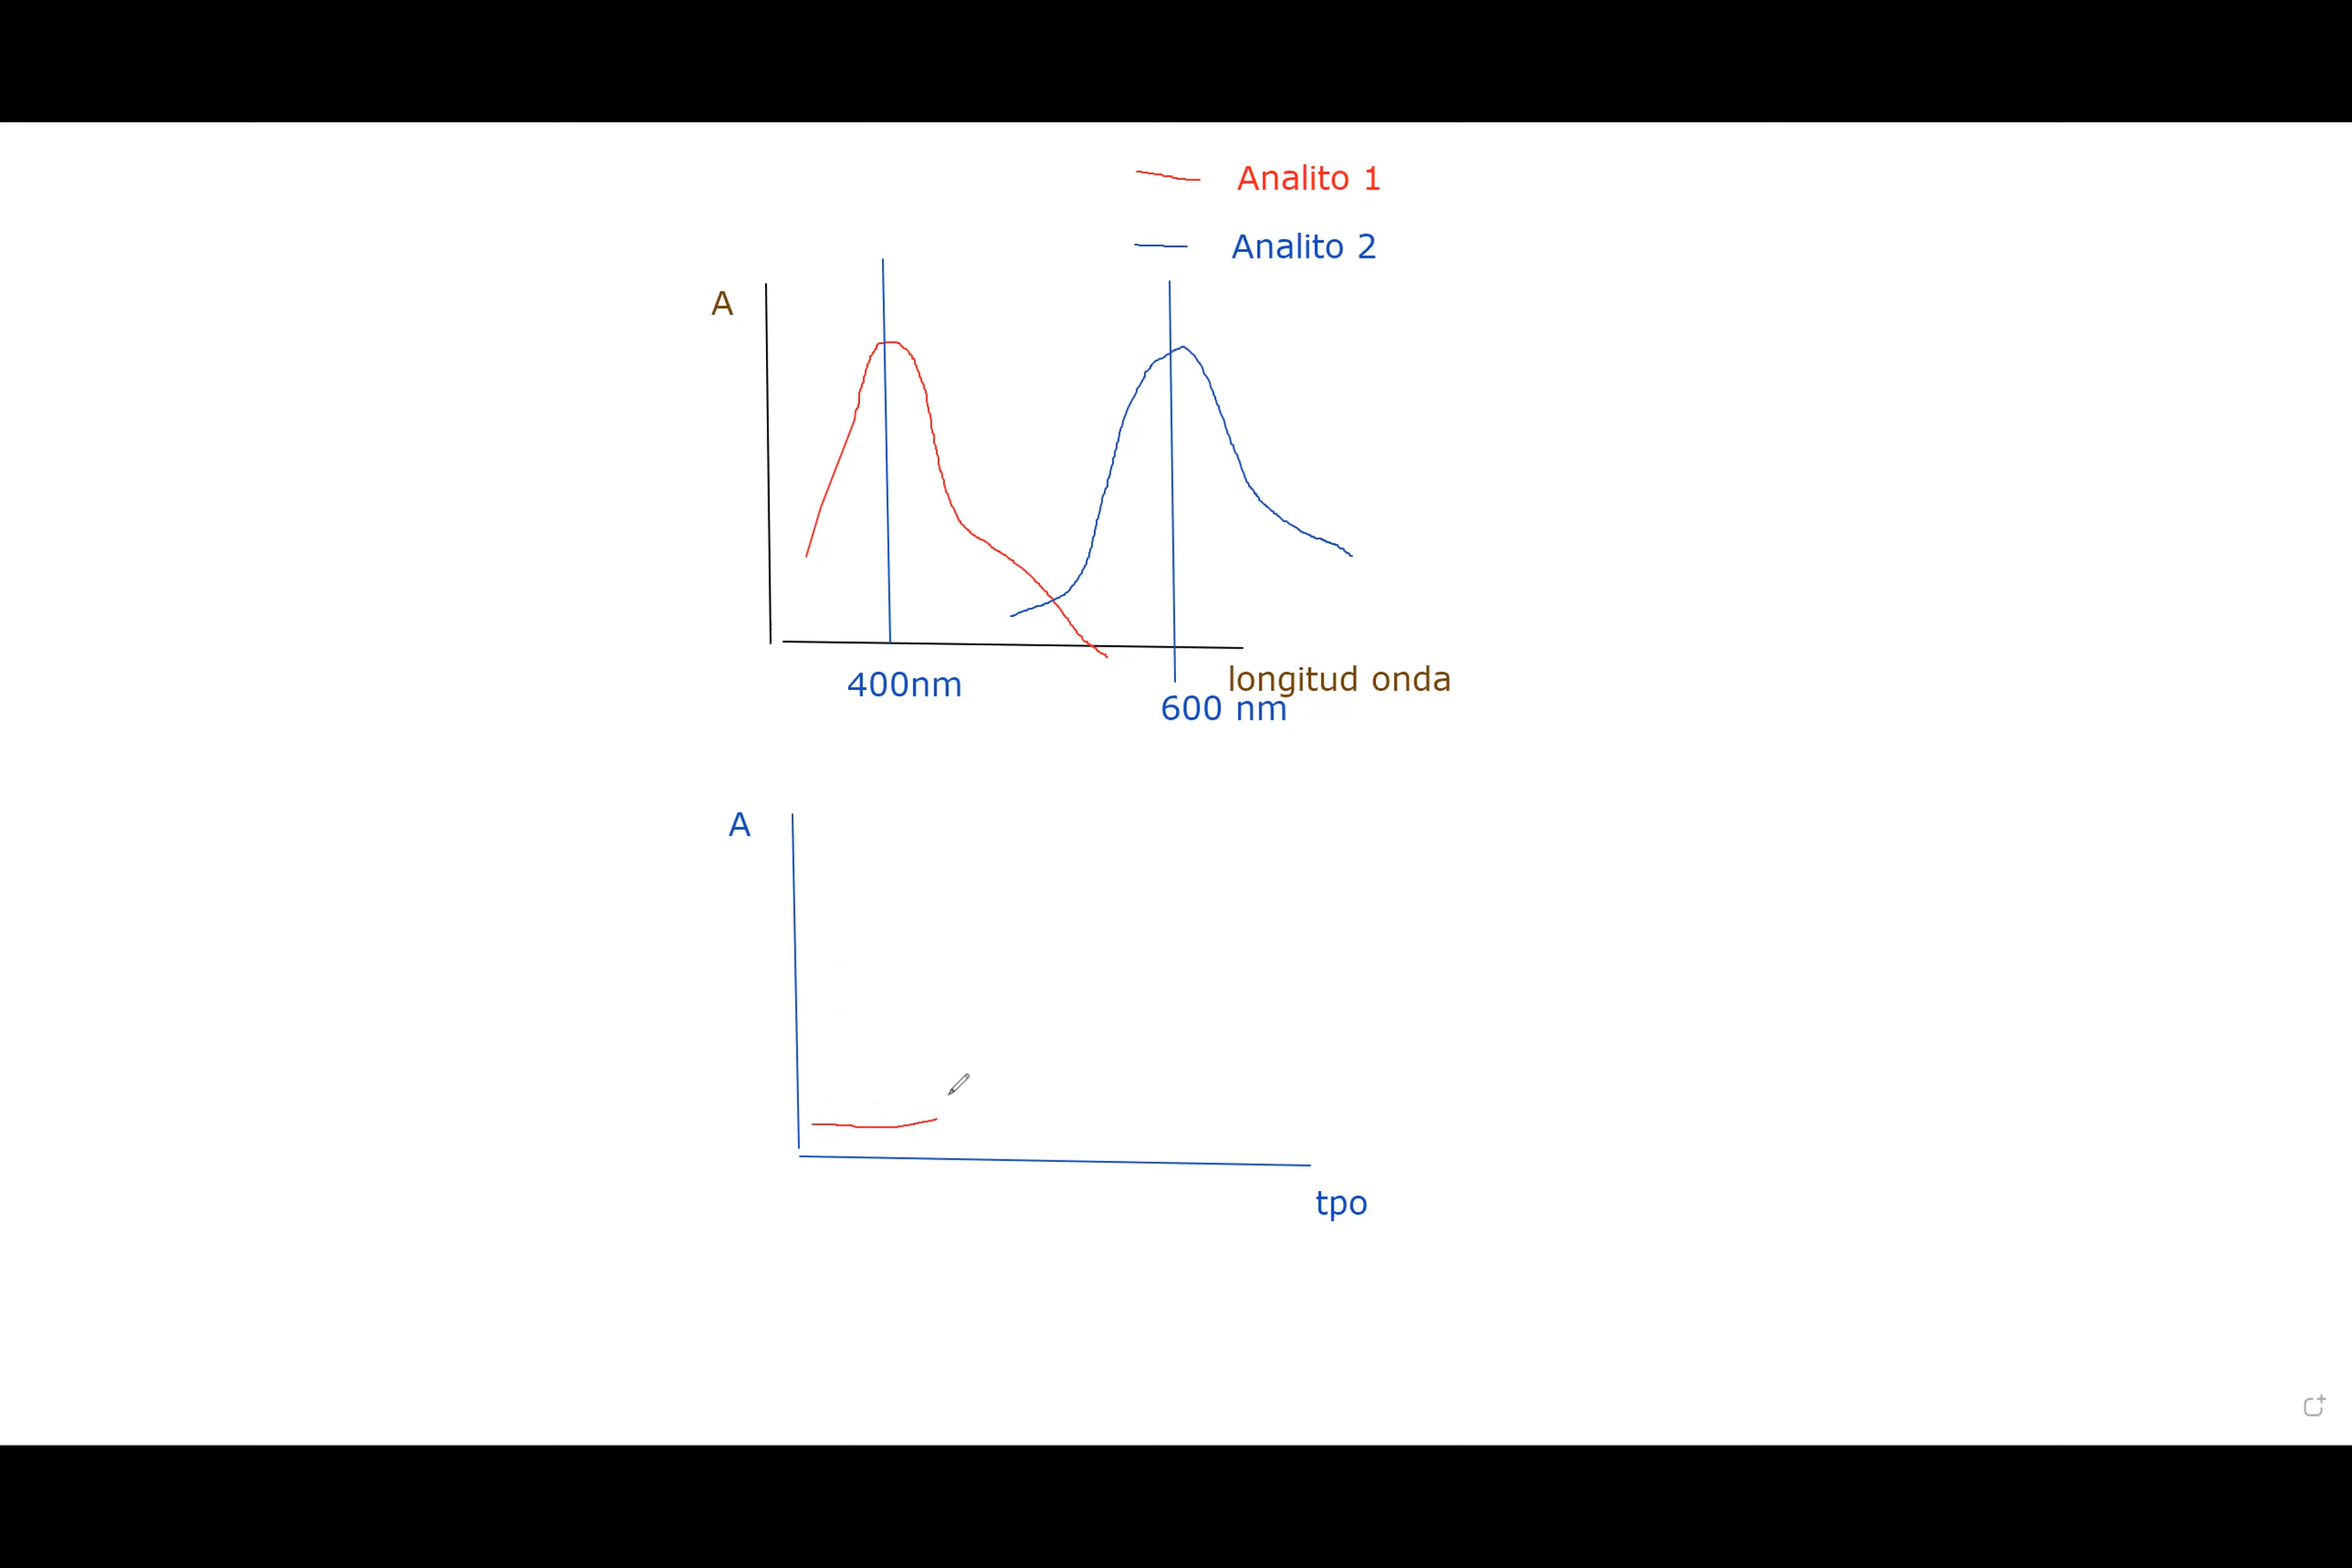 Analito 1
Analito 2
A
400nm
longitud onda
600 nm
A
tpo